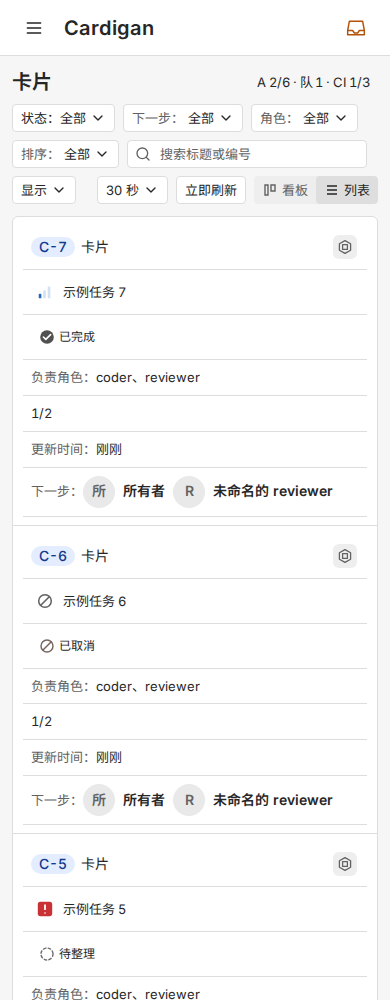 Cardigan
卡片
A 2/6 · 队 1 · CI 1/3
状态：全部
下一步： 全部
角色： 全部
排序： 全部
搜索标题或编号
显示
30 秒
立即刷新
看板
列表
C-7 卡片
示例任务 7
已完成
负责角色：coder、reviewer
1/2
更新时间：刚刚
下一步： 所 所有者 R 未命名的 reviewer
C-6 卡片
示例任务 6
已取消
负责角色：coder、reviewer
1/2
更新时间：刚刚
下一步： 所 所有者 R 未命名的 reviewer
C-5 卡片
示例任务 5
待整理
负责角色：coder、reviewer